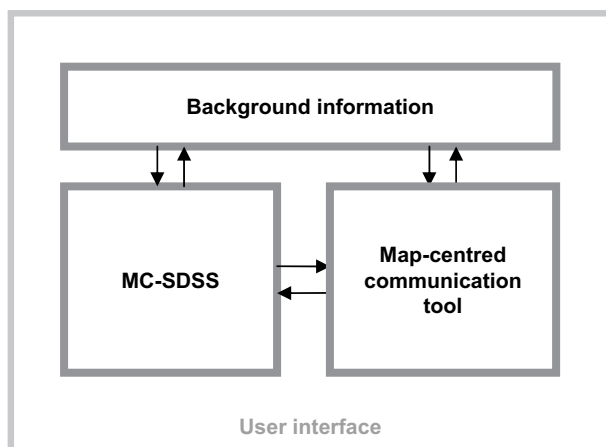 Background information
MC-SDSS
Map-centred
communication
tool
User interface